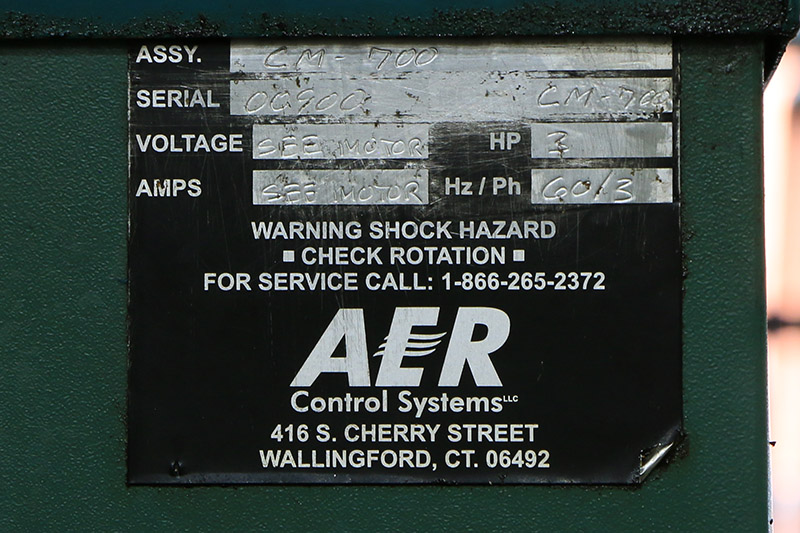 ASSY. CM-700
SERIAL OG900 CM-700
VOLTAGE SEE MOTOR HP 3
AMPS SEE MOTOR Hz / Ph 60/3
WARNING SHOCK HAZARD
■ CHECK ROTATION ■
FOR SERVICE CALL: 1-866-265-2372
AER
Control Systems LLC
416 S. CHERRY STREET
WALLINGFORD, CT. 06492